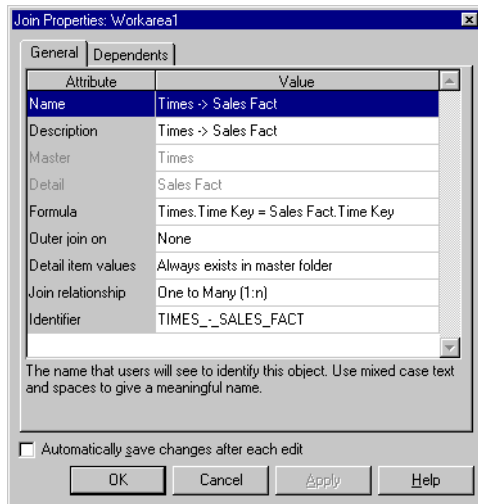 Join Properties: Workarea1
General Dependents
Attribute Value
Name Times -> Sales Fact
Description Times -> Sales Fact
Master Times
Detail Sales Fact
Formula Times.Time Key = Sales Fact.Time Key
Outer join on None
Detail item values Always exists in master folder
Join relationship One to Many (1:n)
Identifier TIMES_-_SALES_FACT
The name that users will see to identify this object. Use mixed case text
and spaces to give a meaningful name.
Automatically save changes after each edit
OK Cancel Apply Help